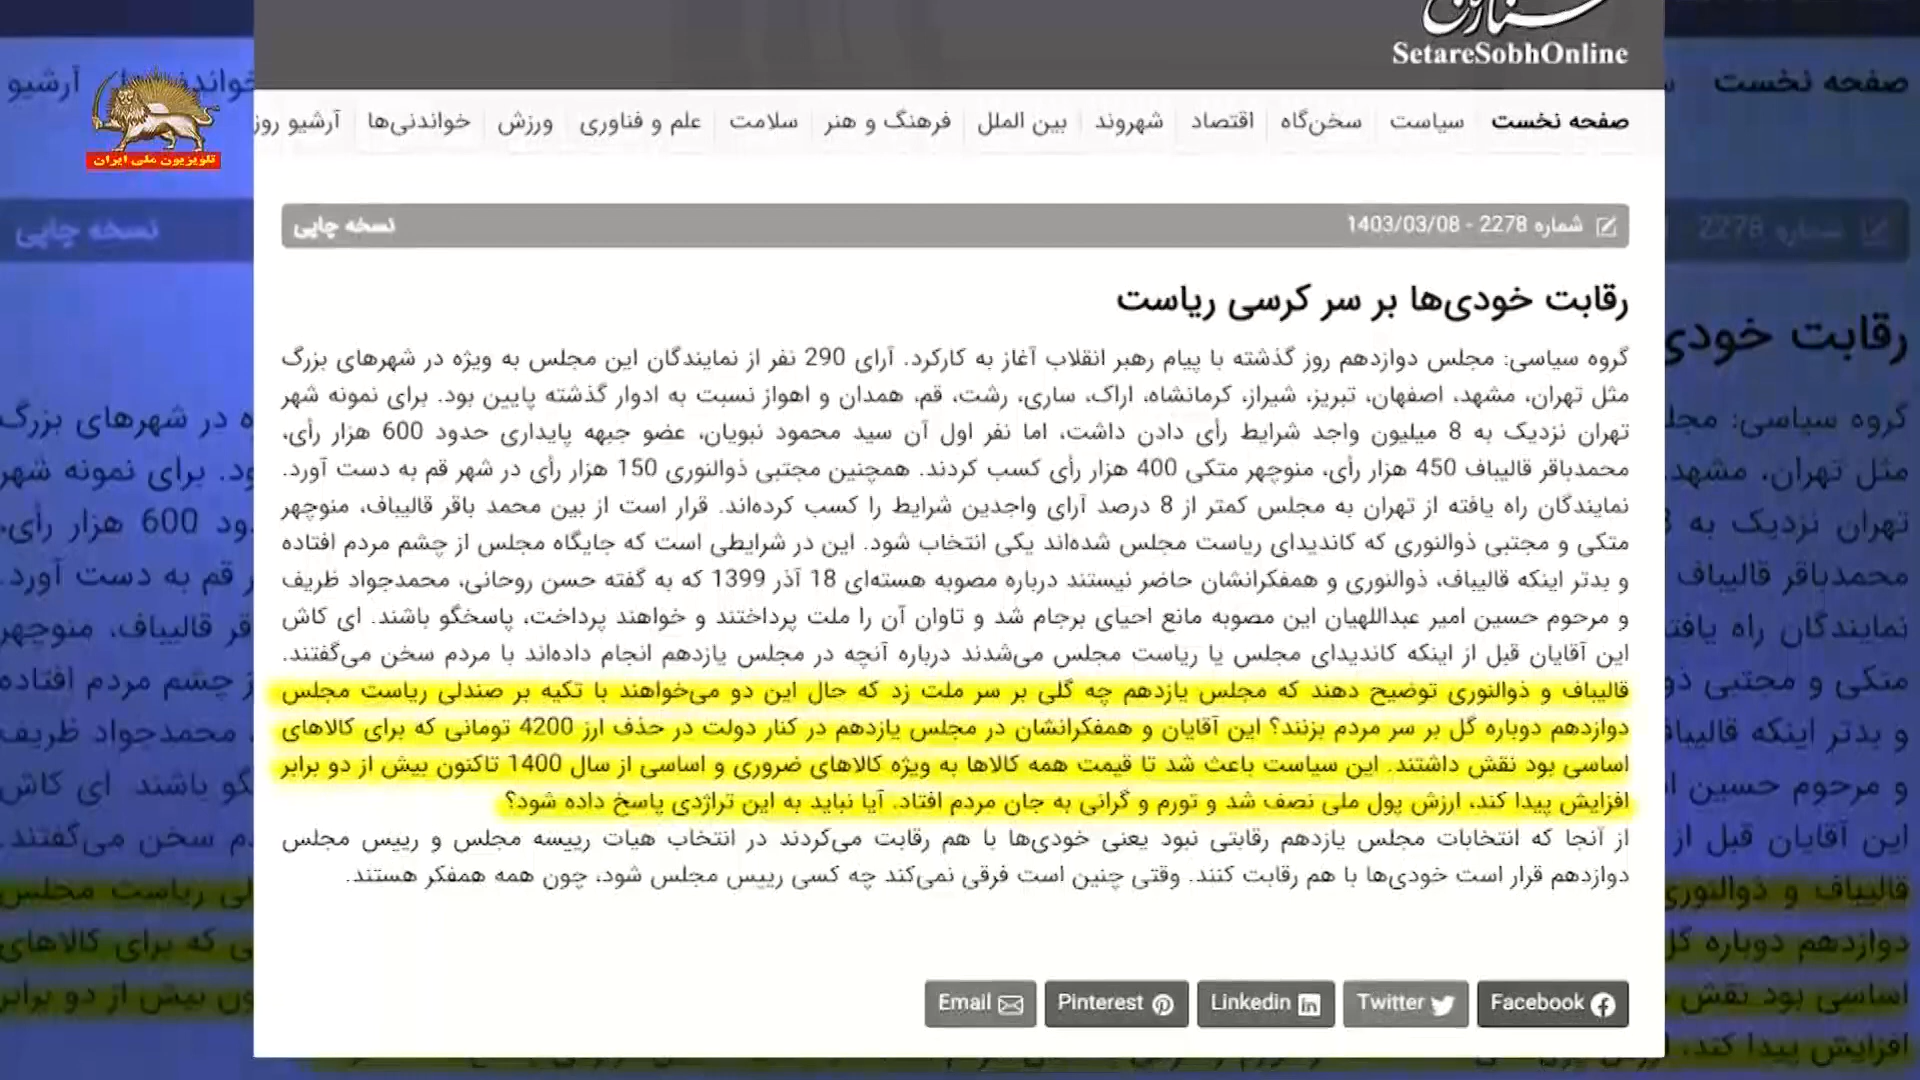 SetareSobhOnline
صفحه نخست سیاست سخن‌گاه اقتصاد شهروند بین الملل فرهنگ و هنر سلامت علم و فناوری ورزش خواندنی‌ها آرشیو روز
تلویزیون ملی ایران
شماره 2278 - 1403/03/08 نسخه چاپی
رقابت خودی‌ها بر سر کرسی ریاست
گروه سیاسی: مجلس دوازدهم روز گذشته با پیام رهبر انقلاب آغاز به کارکرد. آرای 290 نفر از نمایندگان این مجلس به ویژه در شهرهای بزرگ
مثل تهران، مشهد، اصفهان، تبریز، شیراز، کرمانشاه، اراک، ساری، رشت، قم، همدان و اهواز نسبت به ادوار گذشته پایین بود. برای نمونه شهر
تهران نزدیک به 8 میلیون واجد شرایط رأی دادن داشت، اما نفر اول آن سید محمود نبویان، عضو جبهه پایداری حدود 600 هزار رأی،
محمدباقر قالیباف 450 هزار رأی، منوچهر متکی 400 هزار رأی کسب کردند. همچنین مجتبی ذوالنوری 150 هزار رأی در شهر قم به دست آورد.
نمایندگان راه یافته از تهران به مجلس کمتر از 8 درصد آرای واجدین شرایط را کسب کرده‌اند. قرار است از بین محمد باقر قالیباف، منوچهر
متکی و مجتبی ذوالنوری که کاندیدای ریاست مجلس شده‌اند یکی انتخاب شود. این در شرایطی است که جایگاه مجلس از چشم مردم افتاده
و بدتر اینکه قالیباف، ذوالنوری و همفکرانشان حاضر نیستند درباره مصوبه هسته‌ای 18 آذر 1399 که به گفته حسن روحانی، محمدجواد ظریف
و مرحوم حسین امیر عبداللهیان این مصوبه مانع احیای برجام شد و تاوان آن را ملت پرداختند و خواهند پرداخت، پاسخگو باشند. ای کاش
این آقایان قبل از اینکه کاندیدای مجلس یا ریاست مجلس می‌شدند درباره آنچه در مجلس یازدهم انجام داده‌اند با مردم سخن می‌گفتند.
قالیباف و ذوالنوری توضیح دهند که مجلس یازدهم چه گلی بر سر ملت زد که حال این دو می‌خواهند با تکیه بر صندلی ریاست مجلس
دوازدهم دوباره گل بر سر مردم بزنند؟ این آقایان و همفکرانشان در مجلس یازدهم در کنار دولت در حذف ارز 4200 تومانی که برای کالاهای
اساسی بود نقش داشتند. این سیاست باعث شد تا قیمت همه کالاها به ویژه کالاهای ضروری و اساسی از سال 1400 تاکنون بیش از دو برابر
افزایش پیدا کند، ارزش پول ملی نصف شد و تورم و گرانی به جان مردم افتاد. آیا نباید به این تراژدی پاسخ داده شود؟
از آنجا که انتخابات مجلس یازدهم رقابتی نبود یعنی خودی‌ها با هم رقابت می‌کردند در انتخاب هیات رییسه مجلس و رییس مجلس
دوازدهم قرار است خودی‌ها با هم رقابت کنند. وقتی چنین است فرقی نمی‌کند چه کسی رییس مجلس شود، چون همه همفکر هستند.
Email Pinterest Linkedin Twitter Facebook